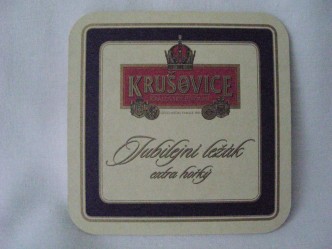 KRUŠOVICE
Jubilejní ležák
extra hořký